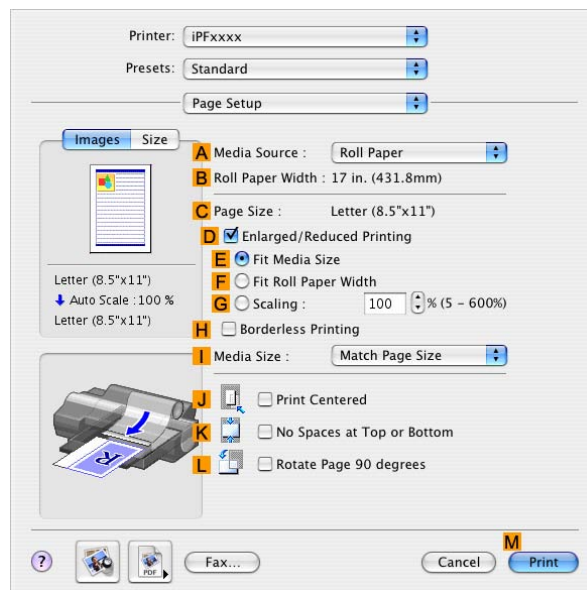 Printer: iPFxxxx
Presets: Standard
Page Setup
Images Size
Letter (8.5"x11")
Auto Scale :100 %
Letter (8.5"x11")
A Media Source : Roll Paper
B Roll Paper Width : 17 in. (431.8mm)
C Page Size : Letter (8.5"x11")
D Enlarged/Reduced Printing
E Fit Media Size
F Fit Roll Paper Width
G Scaling : 100 % (5 - 600%)
H Borderless Printing
I Media Size : Match Page Size
J Print Centered
K No Spaces at Top or Bottom
L Rotate Page 90 degrees
R
M
? PDF Fax... Cancel Print